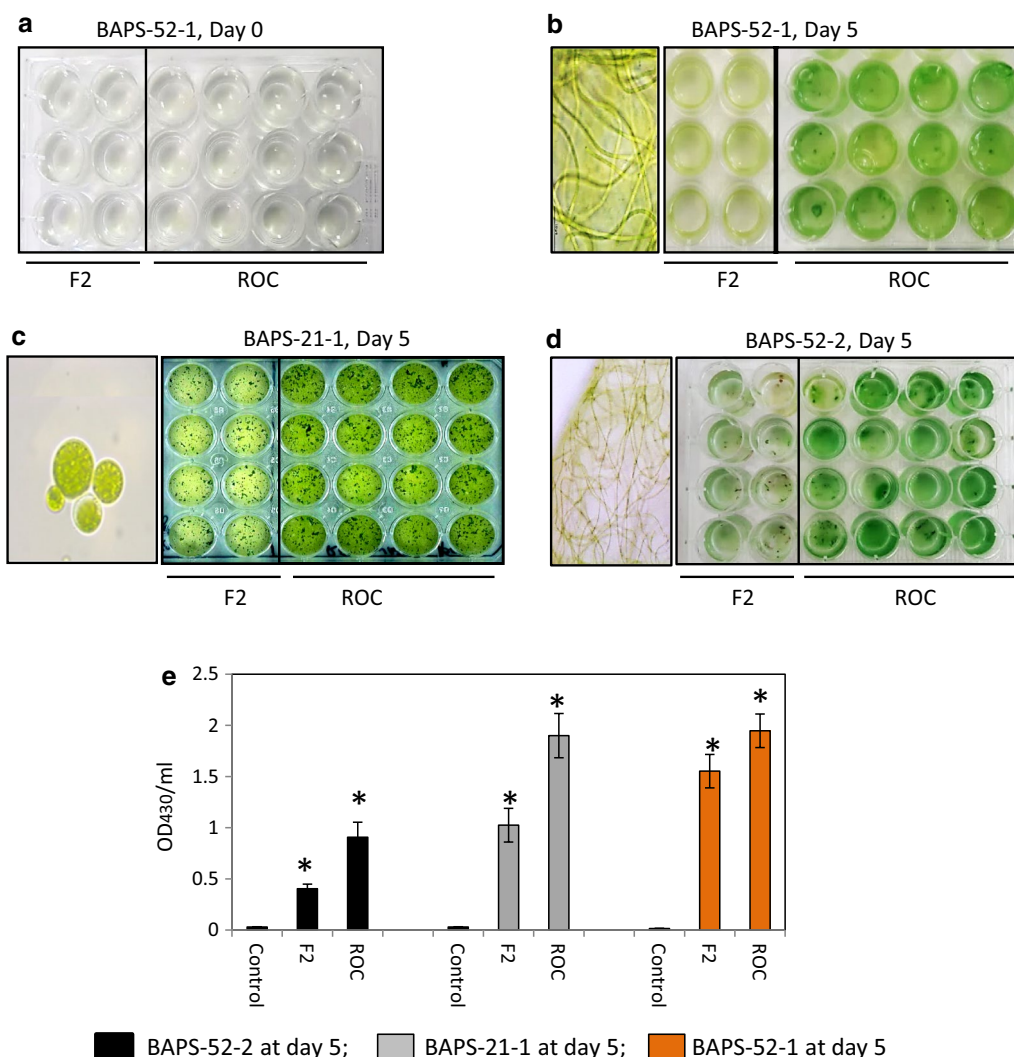 a
BAPS-52-1, Day 0
F2
ROC
b
BAPS-52-1, Day 5
F2
ROC
c
BAPS-21-1, Day 5
F2
ROC
d
BAPS-52-2, Day 5
F2
ROC
e
2.5
2
1.5
1
0.5
0
OD430/ml
* * * * * *
Control F2 ROC Control F2 ROC Control F2 ROC
BAPS-52-2 at day 5; BAPS-21-1 at day 5; BAPS-52-1 at day 5